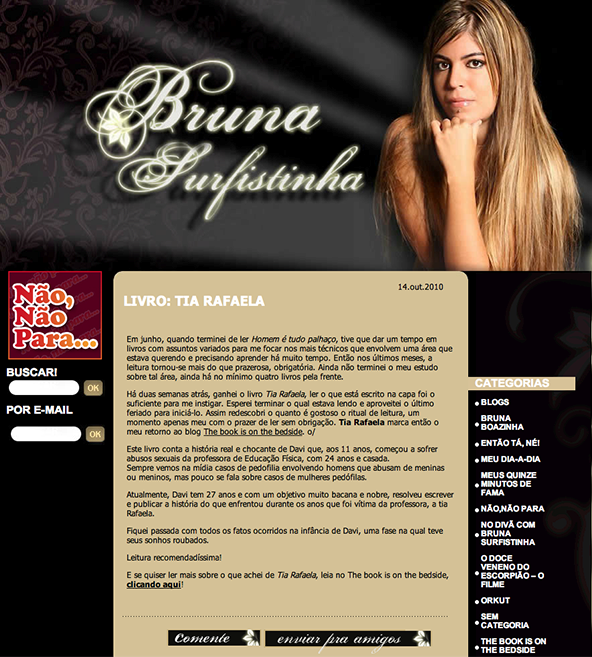 Bruna
Surfistinha
Não,
Não
Para...
BUSCAR!
OK
POR E-MAIL
OK
14.out.2010
LIVRO: TIA RAFAELA
Em junho, quando terminei de ler Homem é tudo palhaço, tive que dar um tempo em
livros com assuntos variados para me focar nos mais técnicos que envolvem uma área que
estava querendo e precisando aprender há muito tempo. Então nos últimos meses, a
leitura tornou-se mais do que prazerosa, obrigatória. Ainda não terminei o meu estudo
sobre tal área, ainda há no mínimo quatro livros pela frente.
Há duas semanas atrás, ganhei o livro Tia Rafaela, ler o que está escrito na capa foi o
suficiente para me instigar. Esperei terminar o qual estava lendo e aproveitei o último
feriado para iniciá-lo. Assim redescobri o quanto é gostoso o ritual de leitura, um
momento apenas meu com o prazer de ler sem obrigação. Tia Rafaela marca então o
meu retorno ao blog The book is on the bedside. o/
Este livro conta a história real e chocante de Davi que, aos 11 anos, começou a sofrer
abusos sexuais da professora de Educação Física, com 24 anos e casada.
Sempre vemos na mídia casos de pedofilia envolvendo homens que abusam de meninas
ou meninos, mas pouco se fala sobre casos de mulheres pedófilas.
Atualmente, Davi tem 27 anos e com um objetivo muito bacana e nobre, resolveu escrever
e publicar a história do que enfrentou durante os anos que foi vítima da professora, a tia
Rafaela.
Fiquei passada com todos os fatos ocorridos na infância de Davi, uma fase na qual teve
seus sonhos roubados.
Leitura recomendadíssima!
E se quiser ler mais sobre o que achei de Tia Rafaela, leia no The book is on the bedside,
clicando aqui!
Comente
enviar pra amigos
CATEGORIAS
BLOGS
BRUNA
BOAZINHA
ENTÃO TÁ, NÉ!
MEU DIA-A-DIA
MEUS QUINZE
MINUTOS DE
FAMA
NÃO,NÃO PARA
NO DIVÃ COM
BRUNA
SURFISTINHA
O DOCE
VENENO DO
ESCORPIÃO – O
FILME
ORKUT
SEM
CATEGORIA
THE BOOK IS ON
THE BEDSIDE